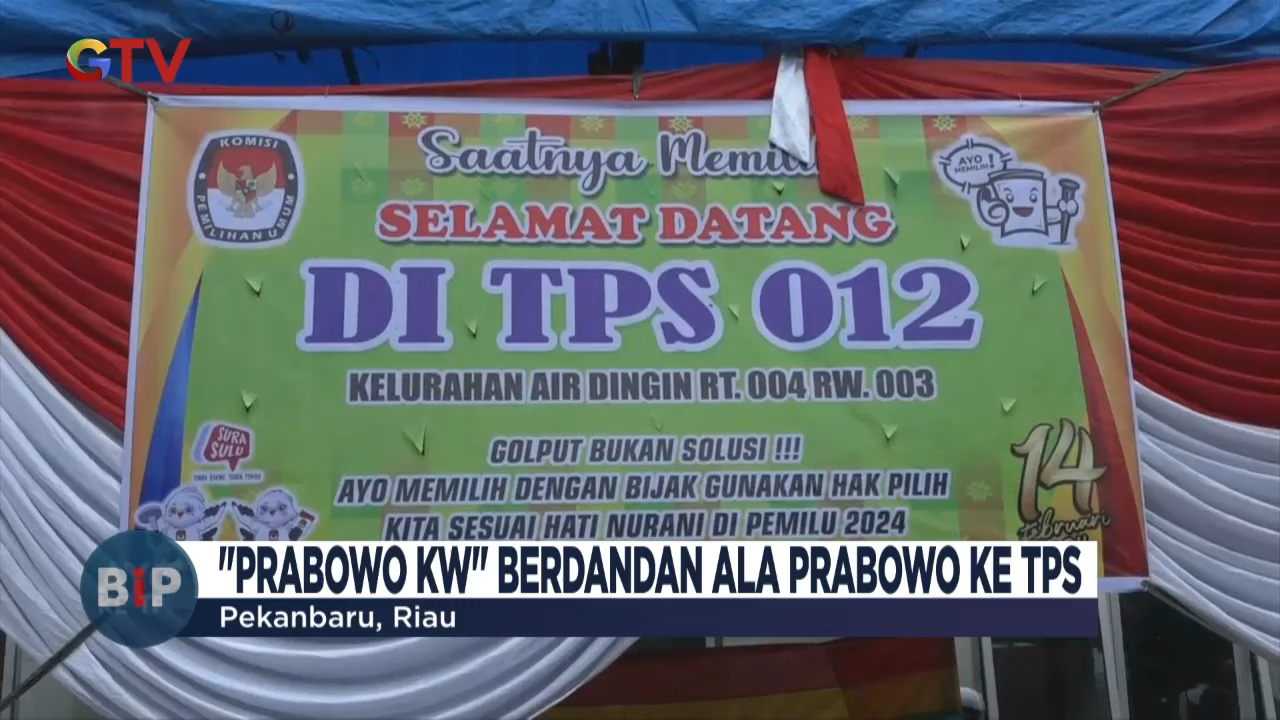 GTV
KOMISI
PEMILIHAN UMUM
Saatnya
SELAMAT DATANG
DI TPS 012
KELURAHAN AIR DINGIN RT. 004 RW. 003
AYO
MEMILIH!
SURA
SULU
GOLPUT BUKAN SOLUSI !!!
AYO MEMILIH DENGAN BIJAK GUNAKAN HAK PILIH
KITA SESUAI HATI NURANI DI PEMILU 2024
14
Februari
BIP
"PRABOWO KW" BERDANDAN ALA PRABOWO KE TPS
Pekanbaru, Riau